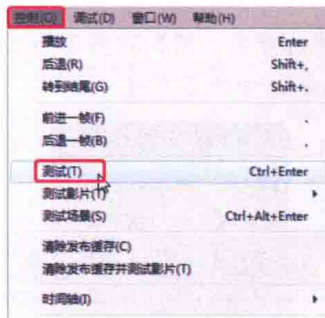 控制(O) 调试(D) 窗口(W) 帮助(H)
播放 Enter
后退(R) Shift+,
转到结尾(G) Shift+.
前进一帧(F) .
后退一帧(B) ,
测试(T) Ctrl+Enter
测试影片(T)
测试场景(S) Ctrl+Alt+Enter
清除发布缓存(C)
清除发布缓存并测试影片(T)
时间轴(I)